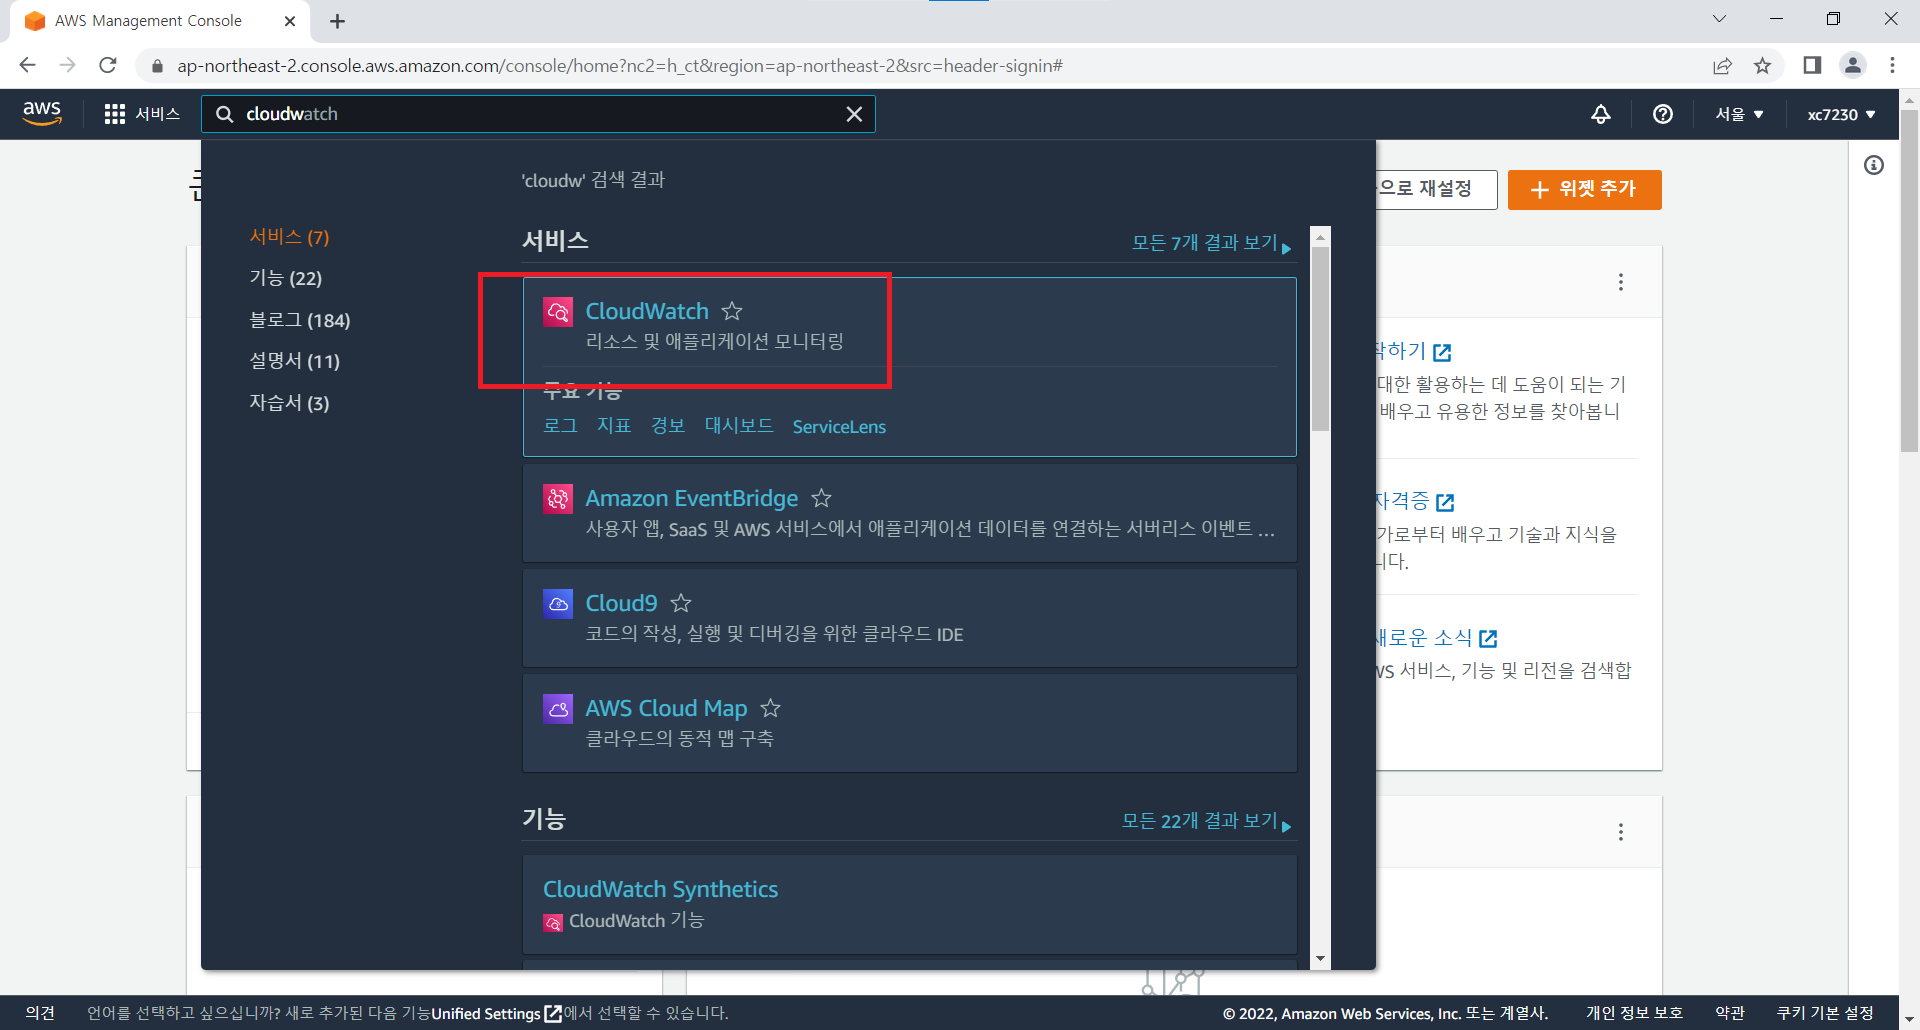 AWS Management Console
ap-northeast-2.console.aws.amazon.com/console/home?nc2=h_ct&region=ap-northeast-2&src=header-signin#
aws 서비스 cloudwatch 서울 xc7230
'cloudw' 검색 결과
으로 재설정
위젯 추가
서비스 (7)
기능 (22)
블로그 (184)
설명서 (11)
자습서 (3)
서비스
모든 7개 결과 보기
CloudWatch
리소스 및 애플리케이션 모니터링
주요 기능
로그 지표 경보 대시보드 ServiceLens
Amazon EventBridge
사용자 앱, SaaS 및 AWS 서비스에서 애플리케이션 데이터를 연결하는 서버리스 이벤트 ...
Cloud9
코드의 작성, 실행 및 디버깅을 위한 클라우드 IDE
AWS Cloud Map
클라우드의 동적 맵 구축
기능
모든 22개 결과 보기
CloudWatch Synthetics
CloudWatch 기능
작하기
대한 활용하는 데 도움이 되는 기
배우고 유용한 정보를 찾아봅니
자격증
가로부터 배우고 기술과 지식을
니다.
새로운 소식
WS 서비스, 기능 및 리전을 검색합
의견 언어를 선택하고 싶으십니까? 새로 추가된 다음 기능Unified Settings에서 선택할 수 있습니다.
© 2022, Amazon Web Services, Inc. 또는 계열사. 개인 정보 보호 약관 쿠키 기본 설정